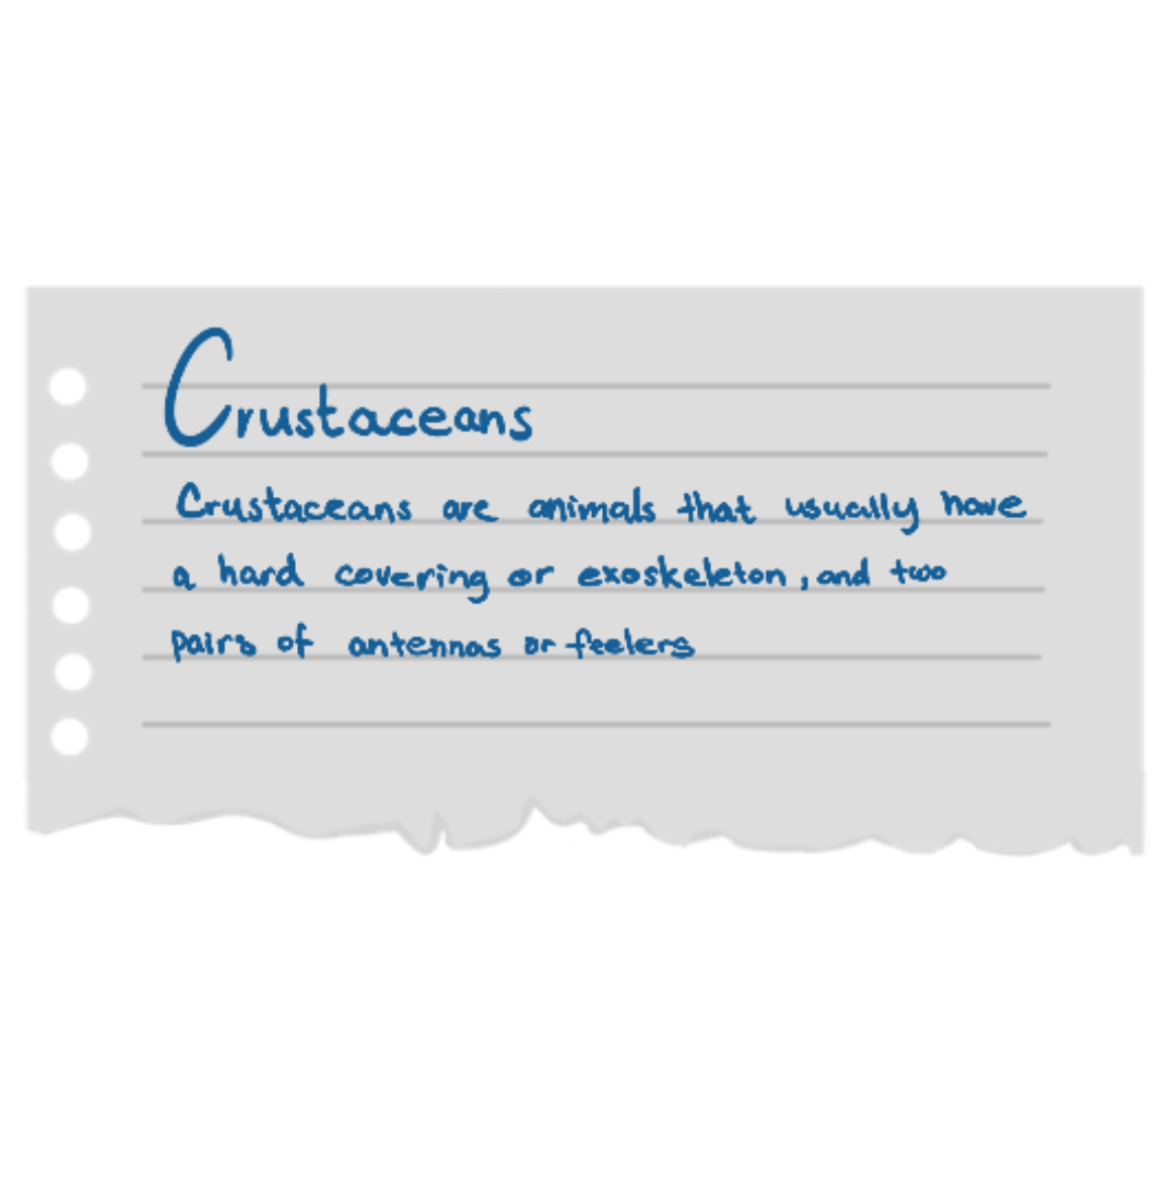 Crustaceans
Crustaceans are animals that usually have
a hard covering or exoskeleton, and two
pairs of antennas or feelers